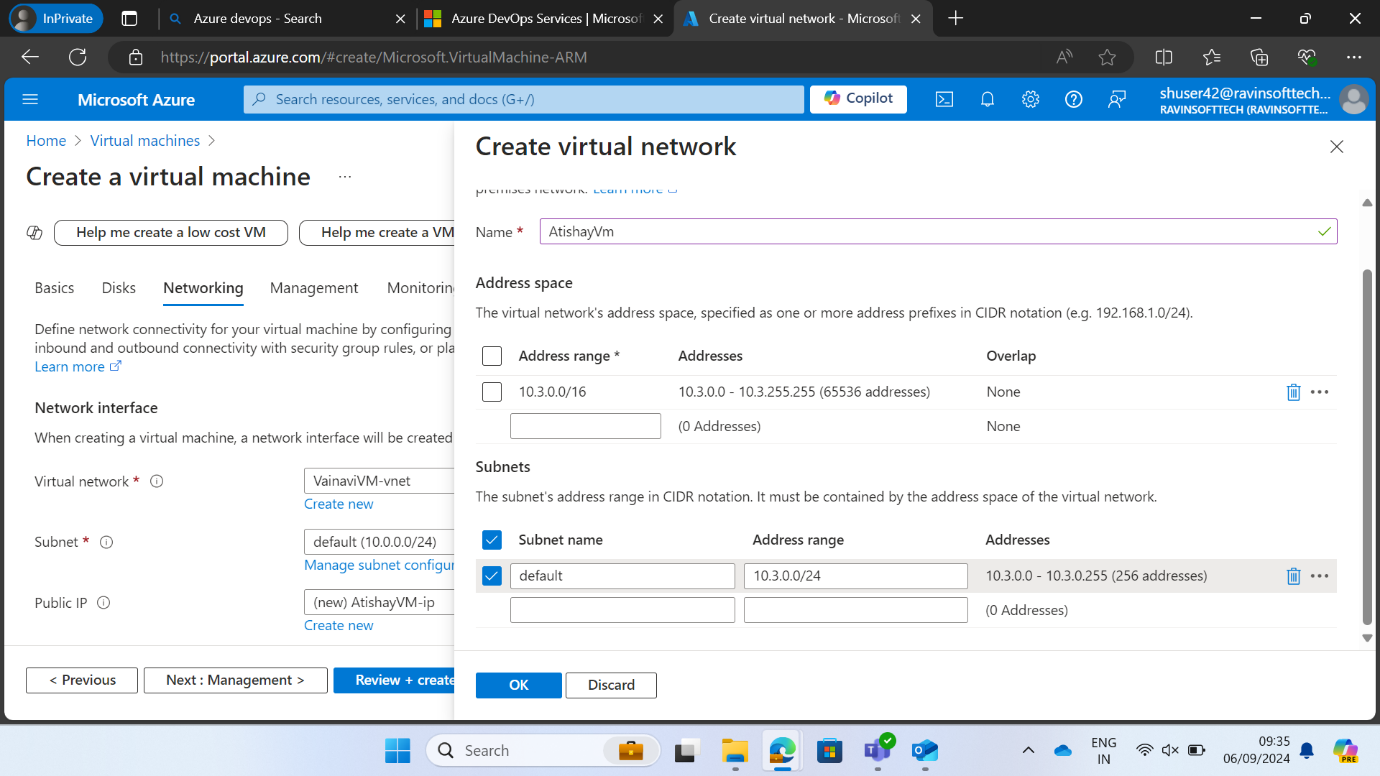 InPrivate
Azure devops - Search
Azure DevOps Services | Microsof
Create virtual network - Microsoft
https://portal.azure.com/#create/Microsoft.VirtualMachine-ARM
Microsoft Azure
Search resources, services, and docs (G+/)
Copilot
shuser42@ravinsofttech...
RAVINSOFTTECH (RAVINSOFTTE...
Home > Virtual machines >
Create a virtual machine ...
Help me create a low cost VM
Help me create a VM
Basics Disks Networking Management Monitorin
Define network connectivity for your virtual machine by configuring
inbound and outbound connectivity with security group rules, or pla
Learn more
Network interface
When creating a virtual machine, a network interface will be created
Virtual network *
VainaviVM-vnet
Create new
Subnet *
default (10.0.0.0/24)
Manage subnet configur
Public IP
(new) AtishayVM-ip
Create new
< Previous
Next : Management >
Review + create
Create virtual network
premises network. Learn more
Name *
AtishayVm
Address space
The virtual network's address space, specified as one or more address prefixes in CIDR notation (e.g. 192.168.1.0/24).
Address range * Addresses Overlap
10.3.0.0/16 10.3.0.0 - 10.3.255.255 (65536 addresses) None
(0 Addresses) None
Subnets
The subnet's address range in CIDR notation. It must be contained by the address space of the virtual network.
Subnet name Address range Addresses
default 10.3.0.0/24 10.3.0.0 - 10.3.0.255 (256 addresses)
(0 Addresses)
OK
Discard
Search
ENG
IN
09:35
06/09/2024
PRE